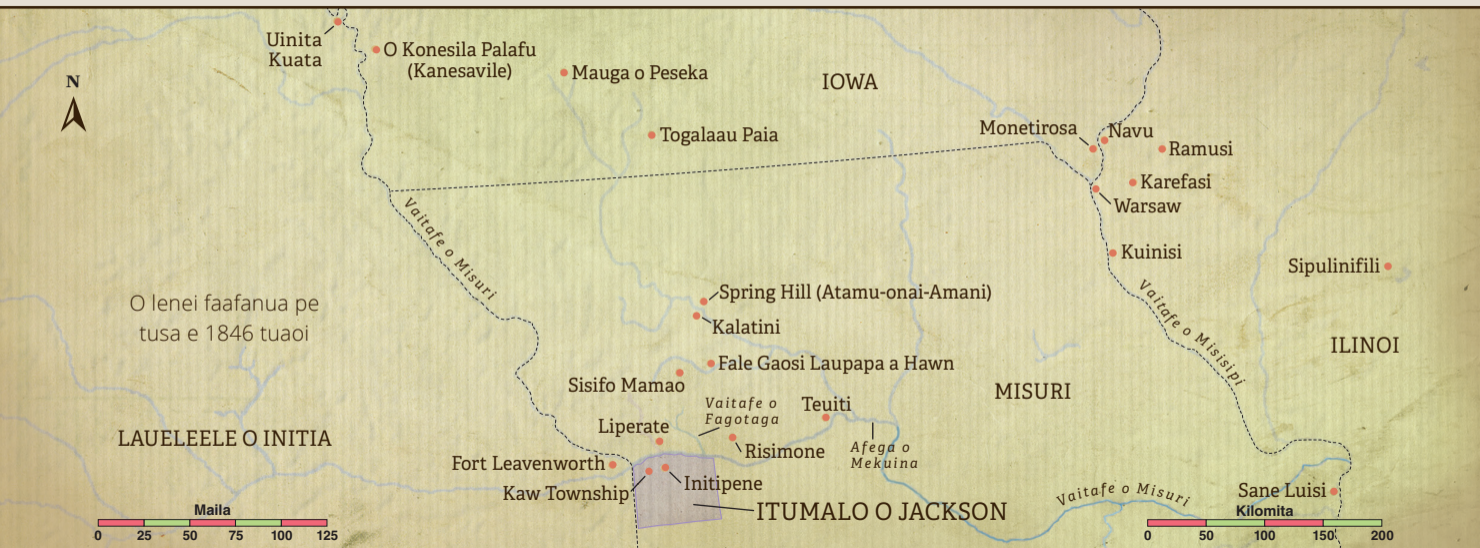 Uinita
Kuata
O Konesila Palafu
(Kanesavile)
Mauga o Peseka
IOWA
N
Togalaau Paia
Monetirosa
Navu
Ramusi
Karefasi
Warsaw
Vaitafe o Misuri
Kuinisi
Sipulinifili
Vaitafe o Misisipi
O lenei faafanua pe
tusa e 1846 tuaoi
Spring Hill (Atamu-onai-Amani)
Kalatini
ILINOI
Fale Gaosi Laupapa a Hawn
Sisifo Mamao
MISURI
Vaitafe o
Fagotaga
Teuiti
Liperate
LAUELEELE O INITIA
Risimone
Afega o
Mekuina
Fort Leavenworth
Kaw Township
Initipene
ITUMALO O JACKSON
Vaitafe o Misuri
Sane Luisi
Maila
0 25 50 75 100 125
Kilomita
0 50 100 150 200